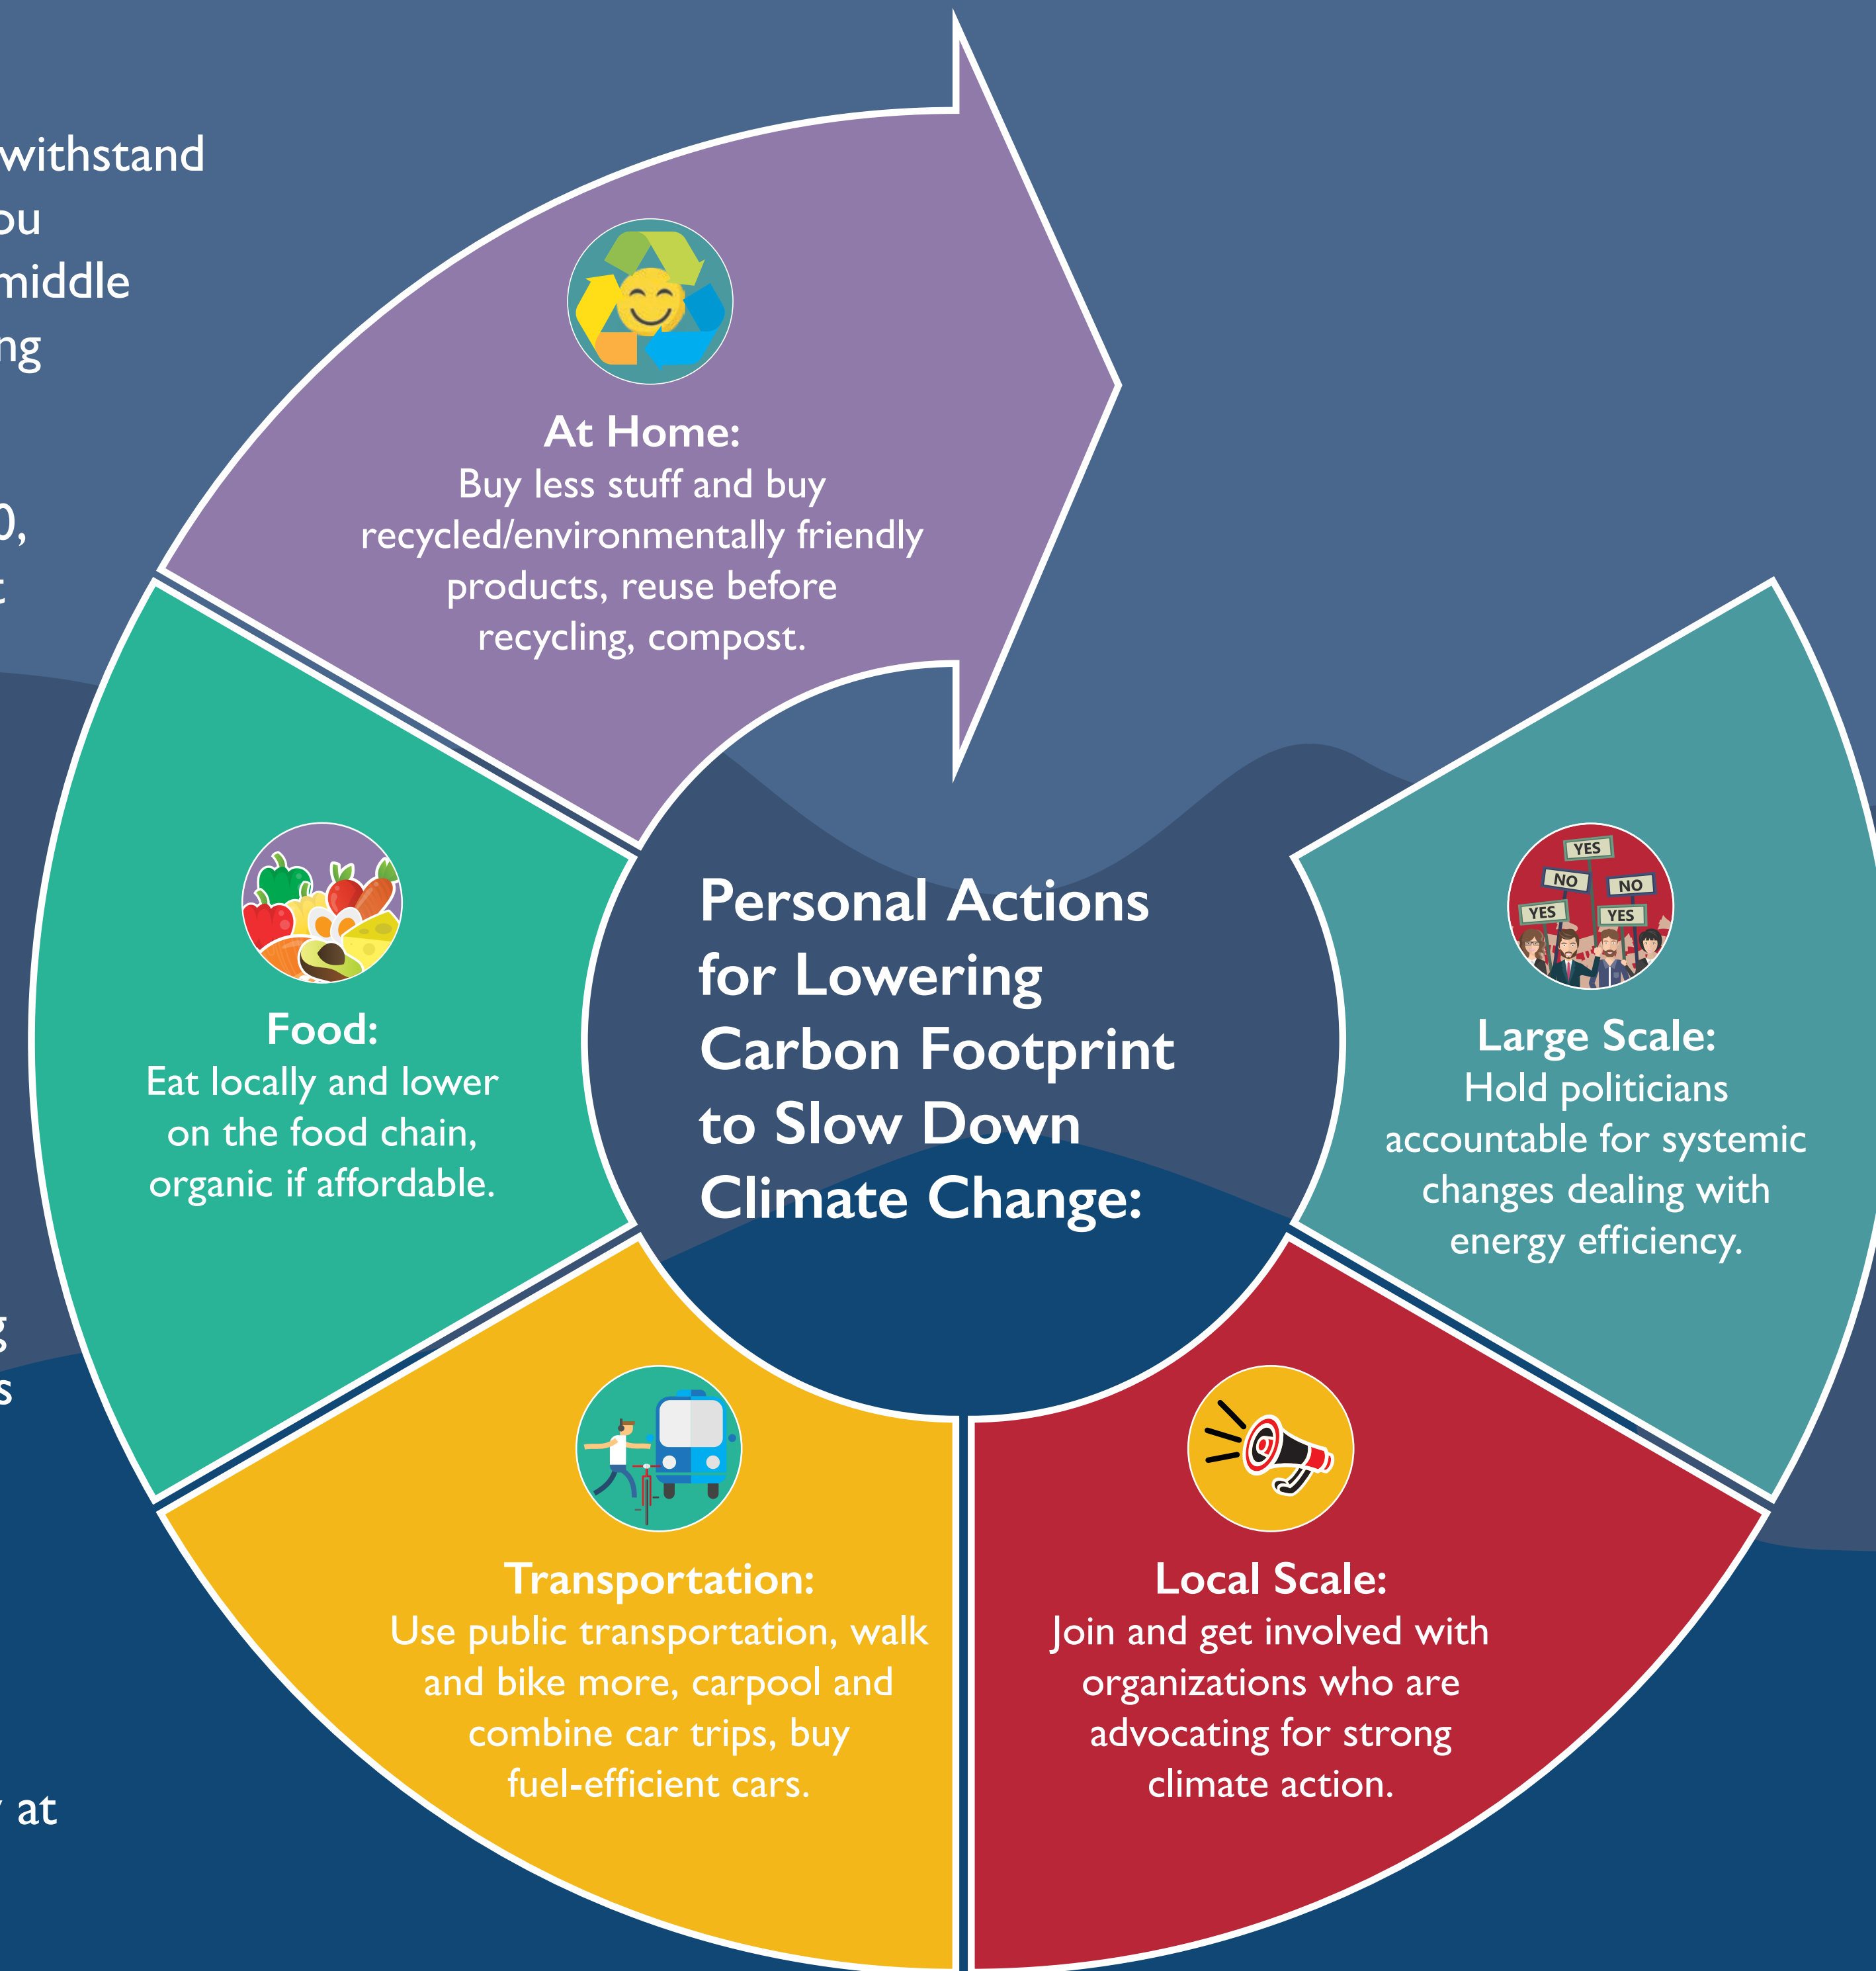 withstand
middle
at
At Home:
Buy less stuff and buy
recycled/environmentally friendly
products, reuse before
recycling, compost.
Food:
Eat locally and lower
on the food chain,
organic if affordable.
Personal Actions
for Lowering
Carbon Footprint
to Slow Down
Climate Change:
YES
NO
NO
YES
YES
Large Scale:
Hold politicians
accountable for systemic
changes dealing with
energy efficiency.
Transportation:
Use public transportation, walk
and bike more, carpool and
combine car trips, buy
fuel-efficient cars.
Local Scale:
Join and get involved with
organizations who are
advocating for strong
climate action.